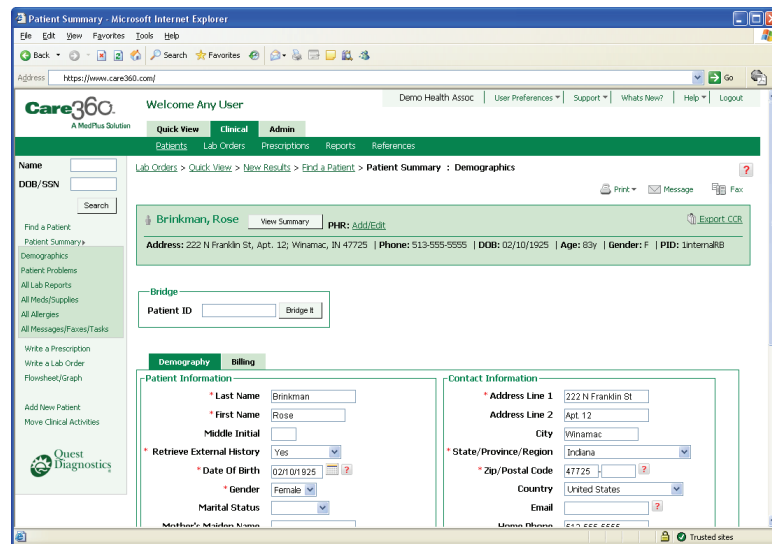 Patient Summary - Microsoft Internet Explorer
File Edit View Favorites Tools Help
Back Search Favorites
Address https://www.care360.com/ Go
Care360
A MedPlus Solution
Welcome Any User
Demo Health Assoc | User Preferences | Support | Whats New? | Help | Logout
Quick View Clinical Admin
Patients Lab Orders Prescriptions Reports References
Name
DOB/SSN
Search
Find a Patient
Patient Summary
Demographics
Patient Problems
All Lab Reports
All Meds/Supplies
All Allergies
All Messages/Faxes/Tasks
Write a Prescription
Write a Lab Order
Flowsheet/Graph
Add New Patient
Move Clinical Activities
Quest
Diagnostics
Lab Orders > Quick View > New Results > Find a Patient > Patient Summary : Demographics
?
Print Message Fax
Brinkman, Rose View Summary PHR: Add/Edit Export CCR
Address: 222 N Franklin St, Apt. 12; Winamac, IN 47725 | Phone: 513-555-5555 | DOB: 02/10/1925 | Age: 83y | Gender: F | PID: 1internalRB
Bridge
Patient ID Bridge It
Demography Billing
Patient Information
* Last Name Brinkman
* First Name Rose
Middle Initial
* Retrieve External History Yes
* Date Of Birth 02/10/1925 ?
* Gender Female
Marital Status
Mother's Maiden Name
Contact Information
* Address Line 1 222 N Franklin St
Address Line 2 Apt. 12
City Winamac
* State/Province/Region Indiana
* Zip/Postal Code 47725 - ?
Country United States
Email ?
Home Phone 513-555-5555
Trusted sites